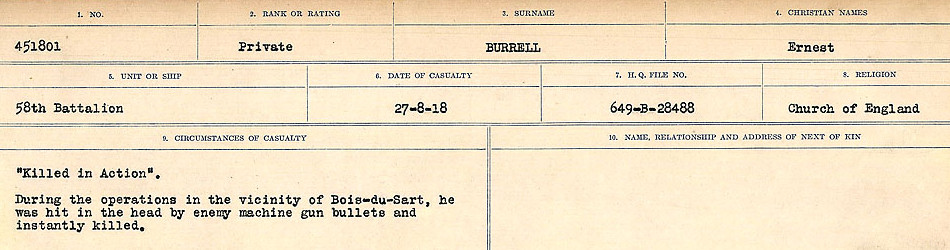 1. NO.
2. RANK OR RATING
3. SURNAME
4. CHRISTIAN NAMES
451801
Private
BURRELL
Ernest
5. UNIT OR SHIP
6. DATE OF CASUALTY
7. H. Q. FILE NO.
8. RELIGION
58th Battalion
27-8-18
649-B-28488
Church of England
9. CIRCUMSTANCES OF CASUALTY
10. NAME, RELATIONSHIP AND ADDRESS OF NEXT OF KIN
"Killed in Action".
During the operations in the vicinity of Bois-du-Sart, he
was hit in the head by enemy machine gun bullets and
instantly killed.